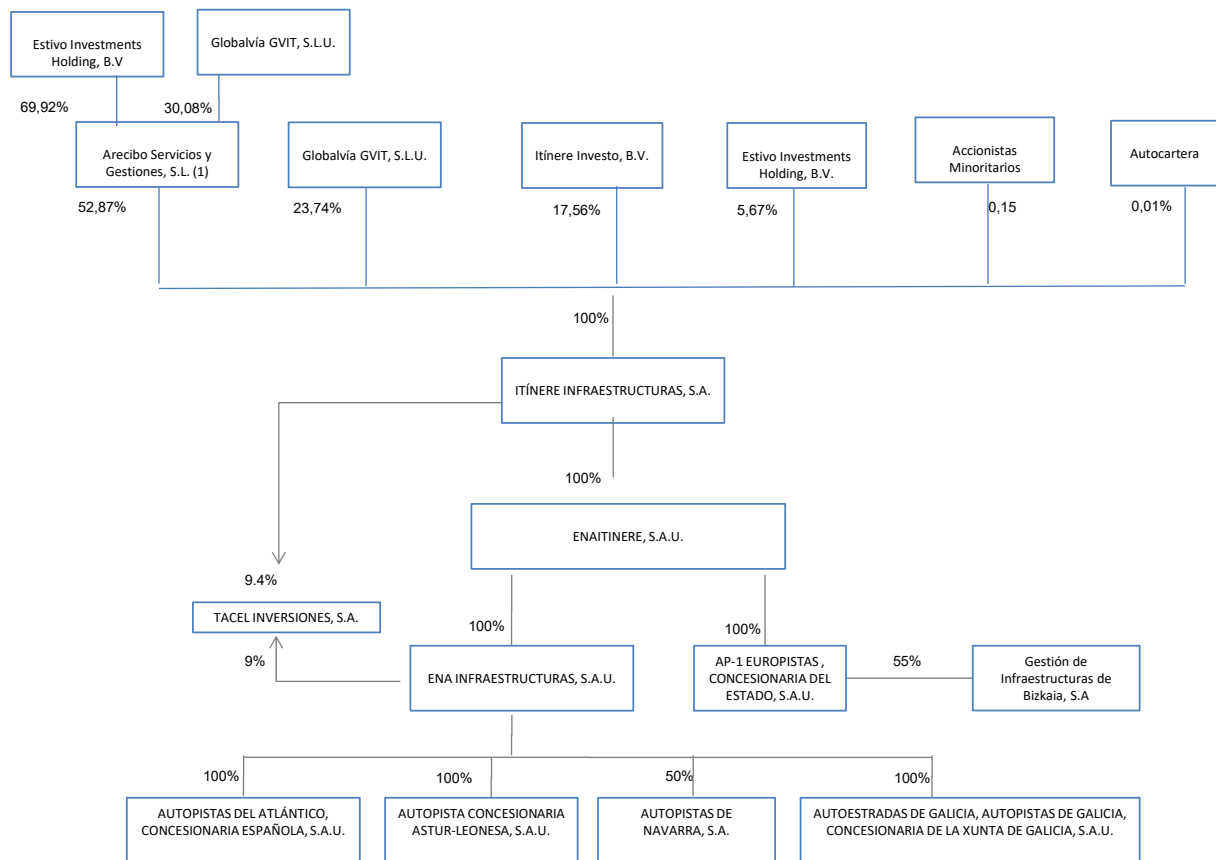 Estivo Investments
Holding, B.V
Globalvía GVIT, S.L.U.
69,92%
30,08%
Arecibo Servicios y
Gestiones, S.L. (1)
Globalvía GVIT, S.L.U.
Itínere Investo, B.V.
Estivo Investments
Holding, B.V.
Accionistas
Minoritarios
Autocartera
52,87%
23,74%
17,56%
5,67%
0,15
0,01%
100%
ITÍNERE INFRAESTRUCTURAS, S.A.
100%
ENAITINERE, S.A.U.
9.4%
TACEL INVERSIONES, S.A.
100%
100%
9%
ENA INFRAESTRUCTURAS, S.A.U.
AP-1 EUROPISTAS ,
CONCESIONARIA DEL
ESTADO, S.A.U.
55%
Gestión de
Infraestructuras de
Bizkaia, S.A
100%
100%
50%
100%
AUTOPISTAS DEL ATLÁNTICO,
CONCESIONARIA ESPAÑOLA, S.A.U.
AUTOPISTA CONCESIONARIA
ASTUR-LEONESA, S.A.U.
AUTOPISTAS DE
NAVARRA, S.A.
AUTOESTRADAS DE GALICIA, AUTOPISTAS DE GALICIA,
CONCESIONARIA DE LA XUNTA DE GALICIA, S.A.U.